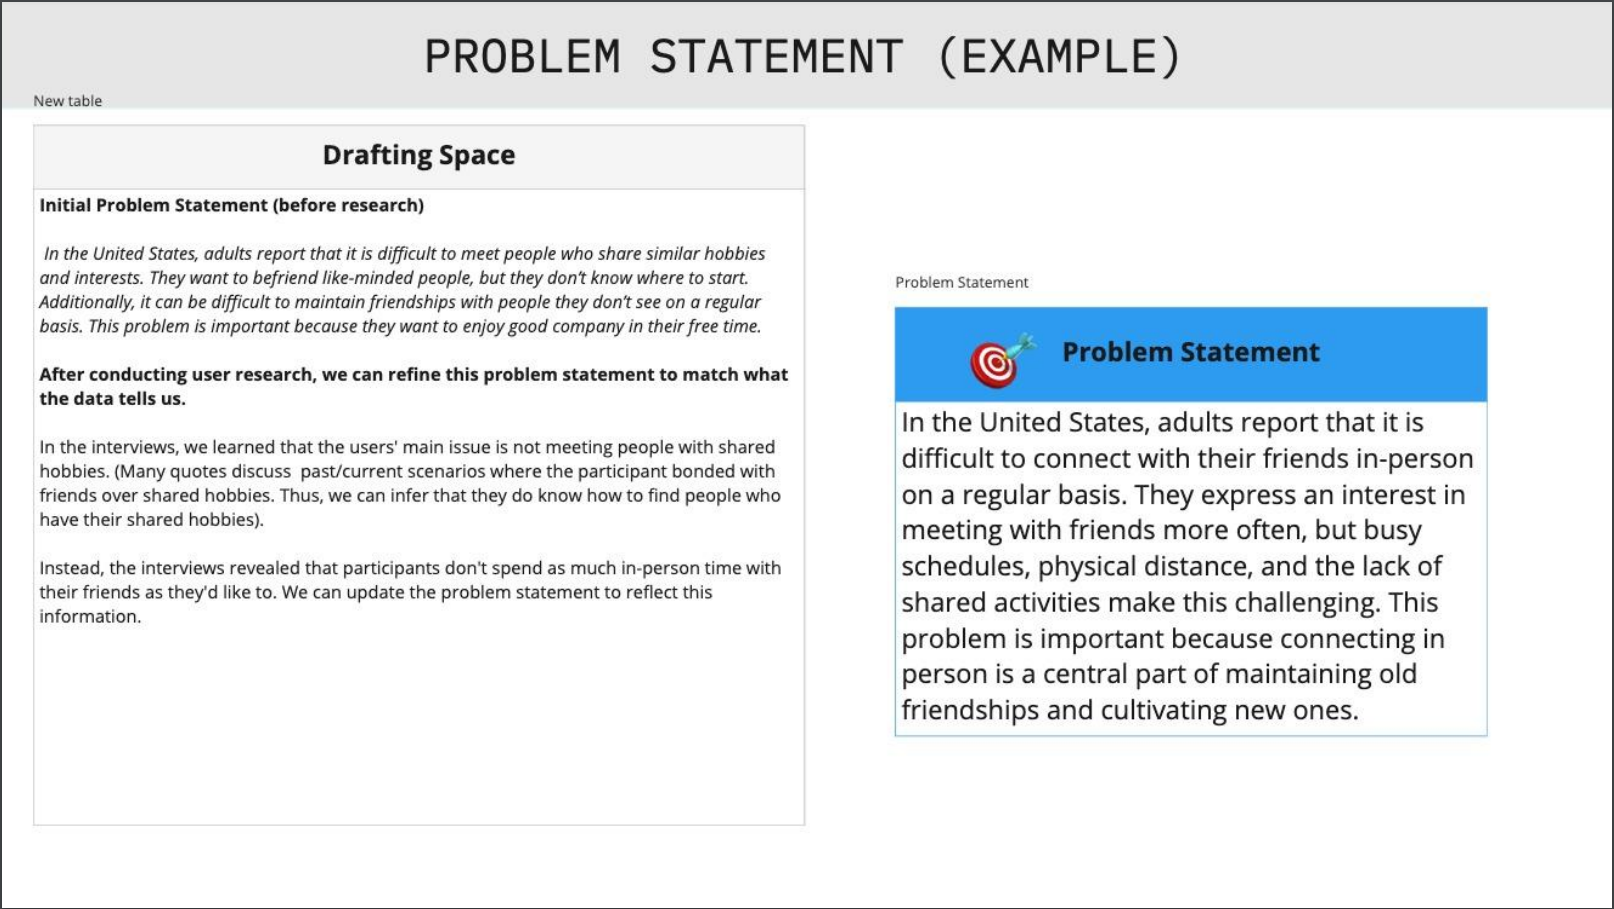 PROBLEM STATEMENT (EXAMPLE)
New table
Drafting Space
Initial Problem Statement (before research)
In the United States, adults report that it is difficult to meet people who share similar hobbies
and interests. They want to befriend like-minded people, but they don't know where to start.
Additionally, it can be difficult to maintain friendships with people they don't see on a regular
basis. This problem is important because they want to enjoy good company in their free time.
After conducting user research, we can refine this problem statement to match what
the data tells us.
In the interviews, we learned that the users' main issue is not meeting people with shared
hobbies. (Many quotes discuss  past/current scenarios where the participant bonded with
friends over shared hobbies. Thus, we can infer that they do know how to find people who
have their shared hobbies).
Instead, the interviews revealed that participants don't spend as much in-person time with
their friends as they'd like to. We can update the problem statement to reflect this
information.
Problem Statement
Problem Statement
In the United States, adults report that it is
difficult to connect with their friends in-person
on a regular basis. They express an interest in
meeting with friends more often, but busy
schedules, physical distance, and the lack of
shared activities make this challenging. This
problem is important because connecting in
person is a central part of maintaining old
friendships and cultivating new ones.